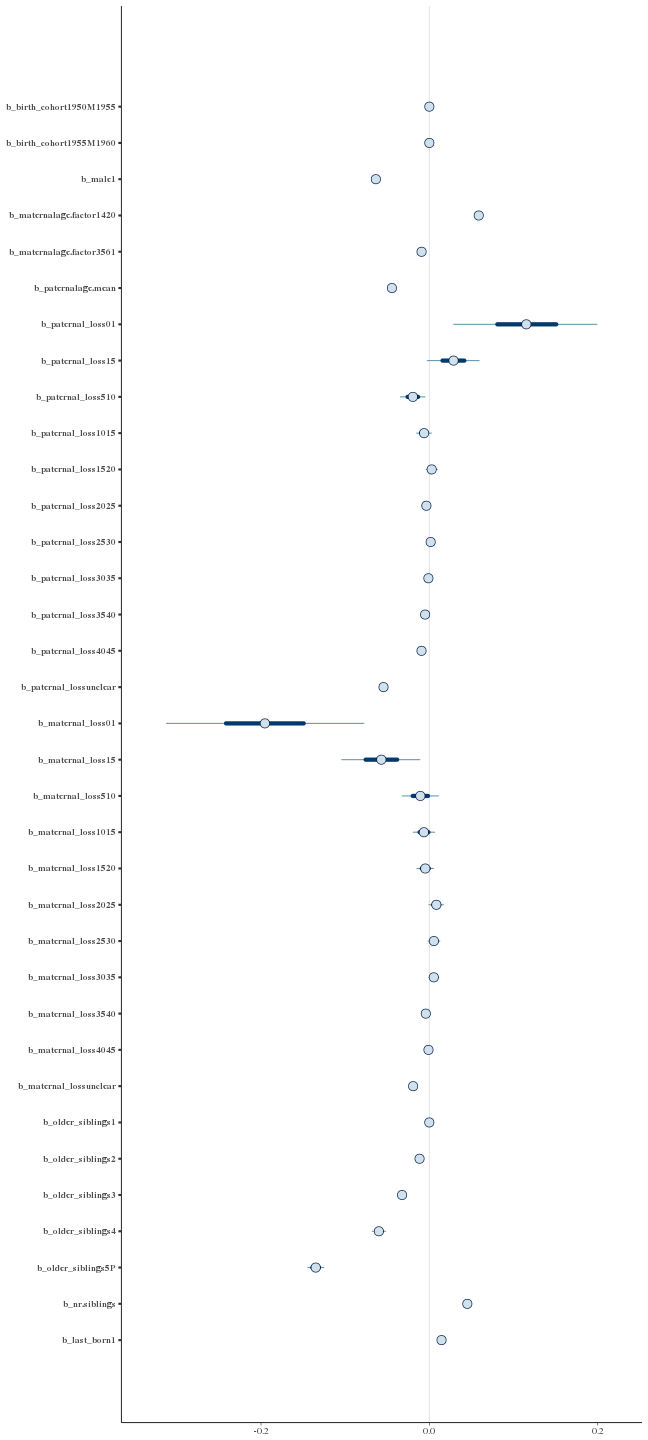 b_birth_cohort1950M1955
b_birth_cohort1955M1960
b_male1
b_maternalage.factor1420
b_maternalage.factor3561
b_paternalage.mean
b_paternal_loss01
b_paternal_loss15
b_paternal_loss510
b_paternal_loss1015
b_paternal_loss1520
b_paternal_loss2025
b_paternal_loss2530
b_paternal_loss3035
b_paternal_loss3540
b_paternal_loss4045
b_paternal_lossunclear
b_maternal_loss01
b_maternal_loss15
b_maternal_loss510
b_maternal_loss1015
b_maternal_loss1520
b_maternal_loss2025
b_maternal_loss2530
b_maternal_loss3035
b_maternal_loss3540
b_maternal_loss4045
b_maternal_lossunclear
b_older_siblings1
b_older_siblings2
b_older_siblings3
b_older_siblings4
b_older_siblings5P
b_nr.siblings
b_last_born1
-0.2 0.0 0.2